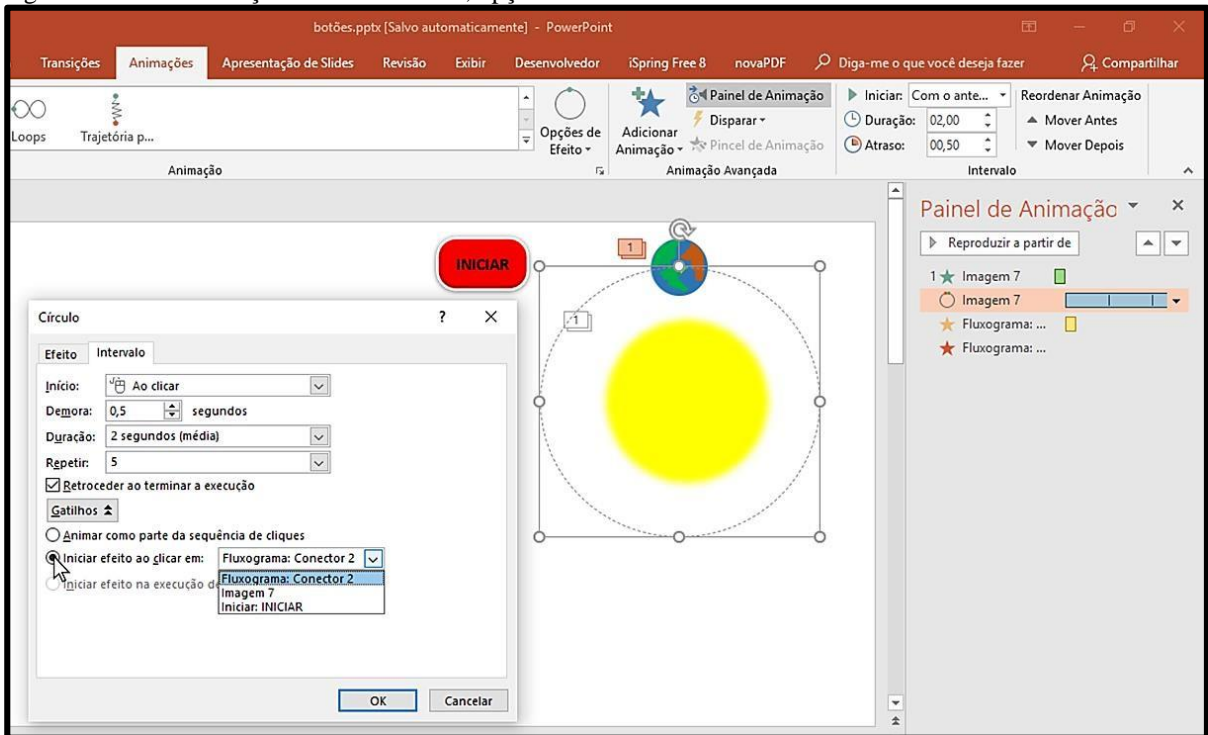 botões.pptx [Salvo automaticamente] - PowerPoint
Transições Animações Apresentação de Slides Revisão Exibir Desenvolvedor iSpring Free 8 novaPDF Diga-me o que você deseja fazer Compartilhar
Loops Trajetória p...
Opções de Efeito
Adicionar Animação
Painel de Animação
Disparar
Pincel de Animação
Iniciar: Com o ante...
Duração: 02,00
Atraso: 00,50
Reordenar Animação
Mover Antes
Mover Depois
Animação Animação Avançada Intervalo
Painel de Animação
Reproduzir a partir de
1 Imagem 7
Imagem 7
Fluxograma: ...
Fluxograma: ...
INICIAR
1
1
Círculo ? ×
Efeito Intervalo
Início: Ao clicar
Demora: 0,5 segundos
Duração: 2 segundos (média)
Repetir: 5
Retroceder ao terminar a execução
Gatilhos
Animar como parte da sequência de cliques
Iniciar efeito ao clicar em: Fluxograma: Conector 2
Iniciar efeito na execução
Fluxograma: Conector 2
Imagem 7
Iniciar: INICIAR
OK Cancelar